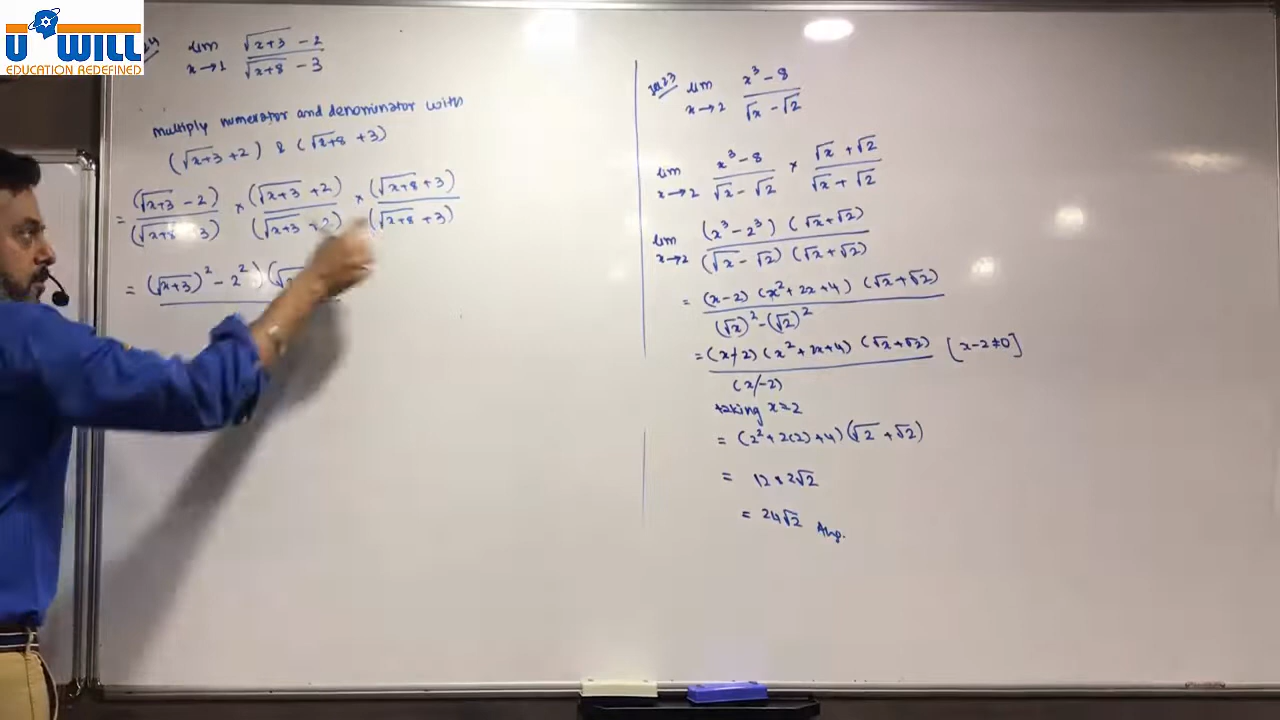 U WILL
EDUCATION REDEFINED
lim x→1 (√(x+3) - 2)/(√(x+8) - 3)
multiply numerator and denominator with
(√(x+3) + 2) & (√(x+8) + 3)
= (√(x+3) - 2)/(√(x+8) - 3) × (√(x+3) + 2)/(√(x+3) + 2) × (√(x+8) + 3)/(√(x+8) + 3)
= ((√(x+3))² - 2²)(√
lim x→2 (x³ - 8)/(√x - √2)
lim x→2 (x³ - 8)/(√x - √2) × (√x + √2)/(√x + √2)
lim x→2 (x³ - 2³)(√x + √2)/(√x - √2)(√x + √2)
= (x-2)(x² + 2x + 4)(√x + √2)/(√x)² - (√2)²
= (x-2)(x² + 2x + 4)(√x + √2)/(x-2) [x-2≠0]
taking x=2
= (2² + 2(2) + 4)(√2 + √2)
= 12 × 2√2
= 24√2 Ans.